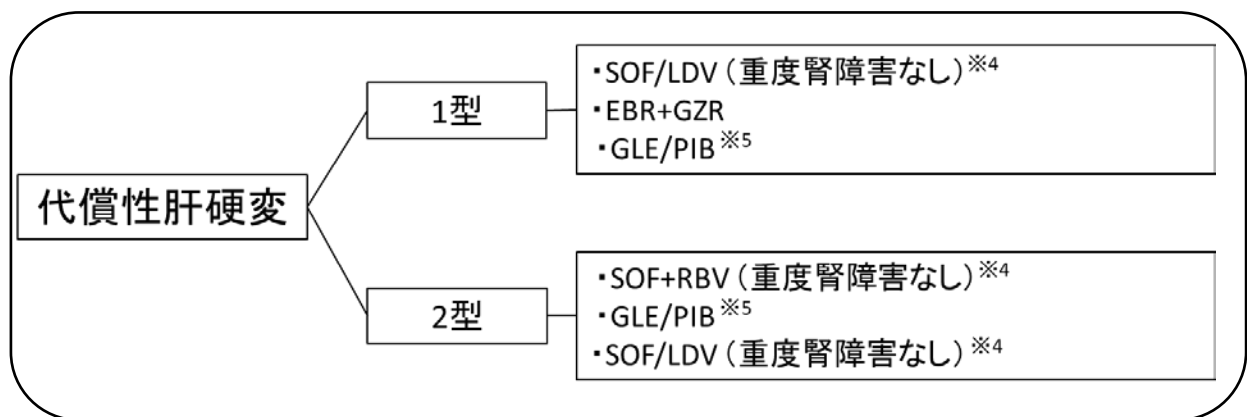 代償性肝硬変
1型
・SOF/LDV（重度腎障害なし）※4
・EBR+GZR
・GLE/PIB※5
2型
・SOF+RBV（重度腎障害なし）※4
・GLE/PIB※5
・SOF/LDV（重度腎障害なし）※4